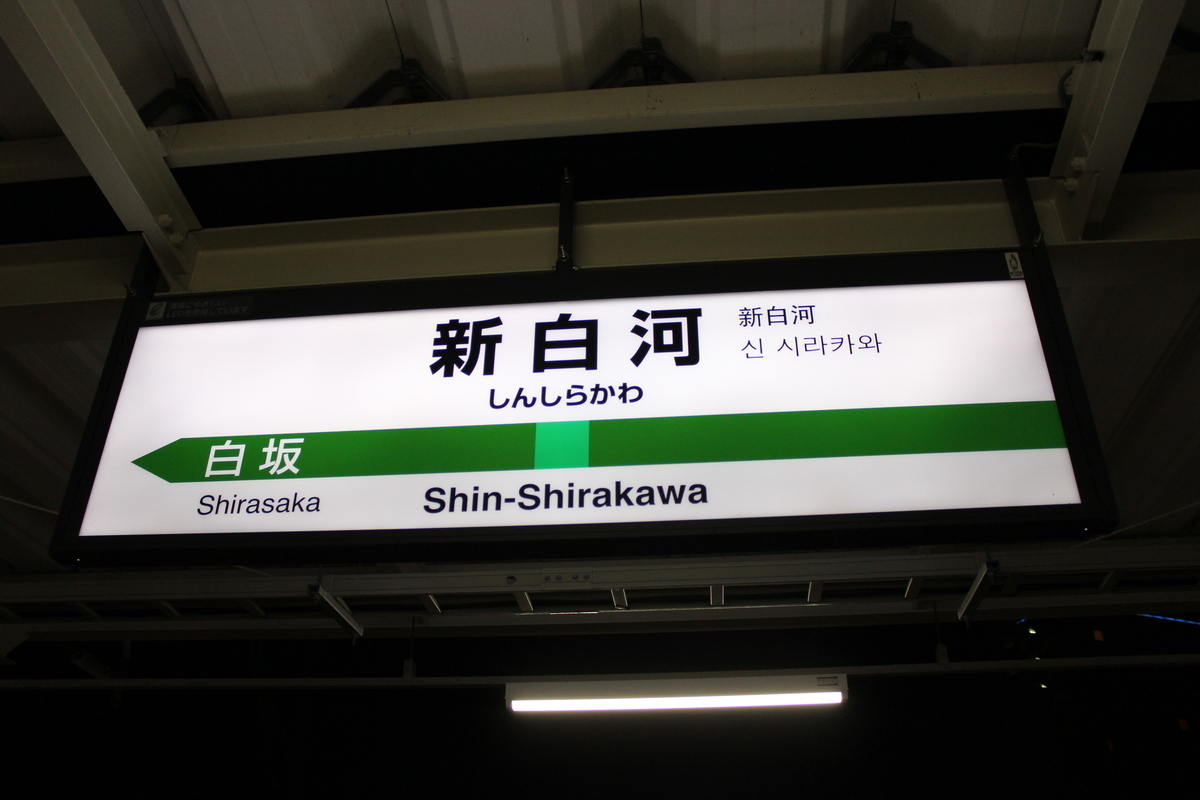 新白河
新白河
신 시라카와
しんしらかわ
白坂
Shirasaka
Shin-Shirakawa